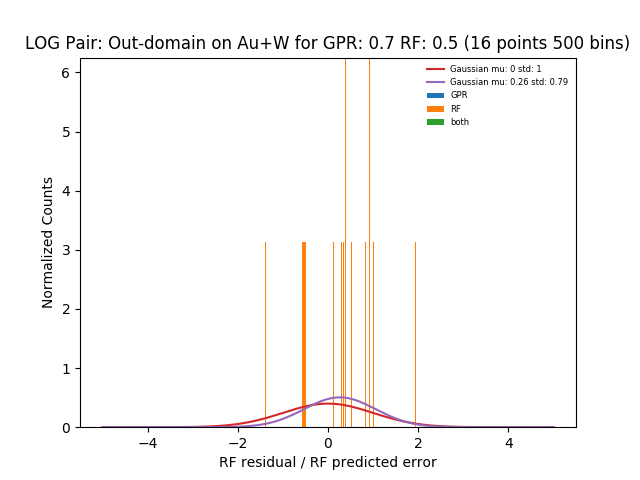 LOG Pair: Out-domain on Au+W for GPR: 0.7 RF: 0.5 (16 points 500 bins)
Gaussian mu: 0 std: 1
Gaussian mu: 0.26 std: 0.79
GPR
RF
both
Normalized Counts
6
5
4
3
2
1
0
−4 −2 0 2 4
RF residual / RF predicted error